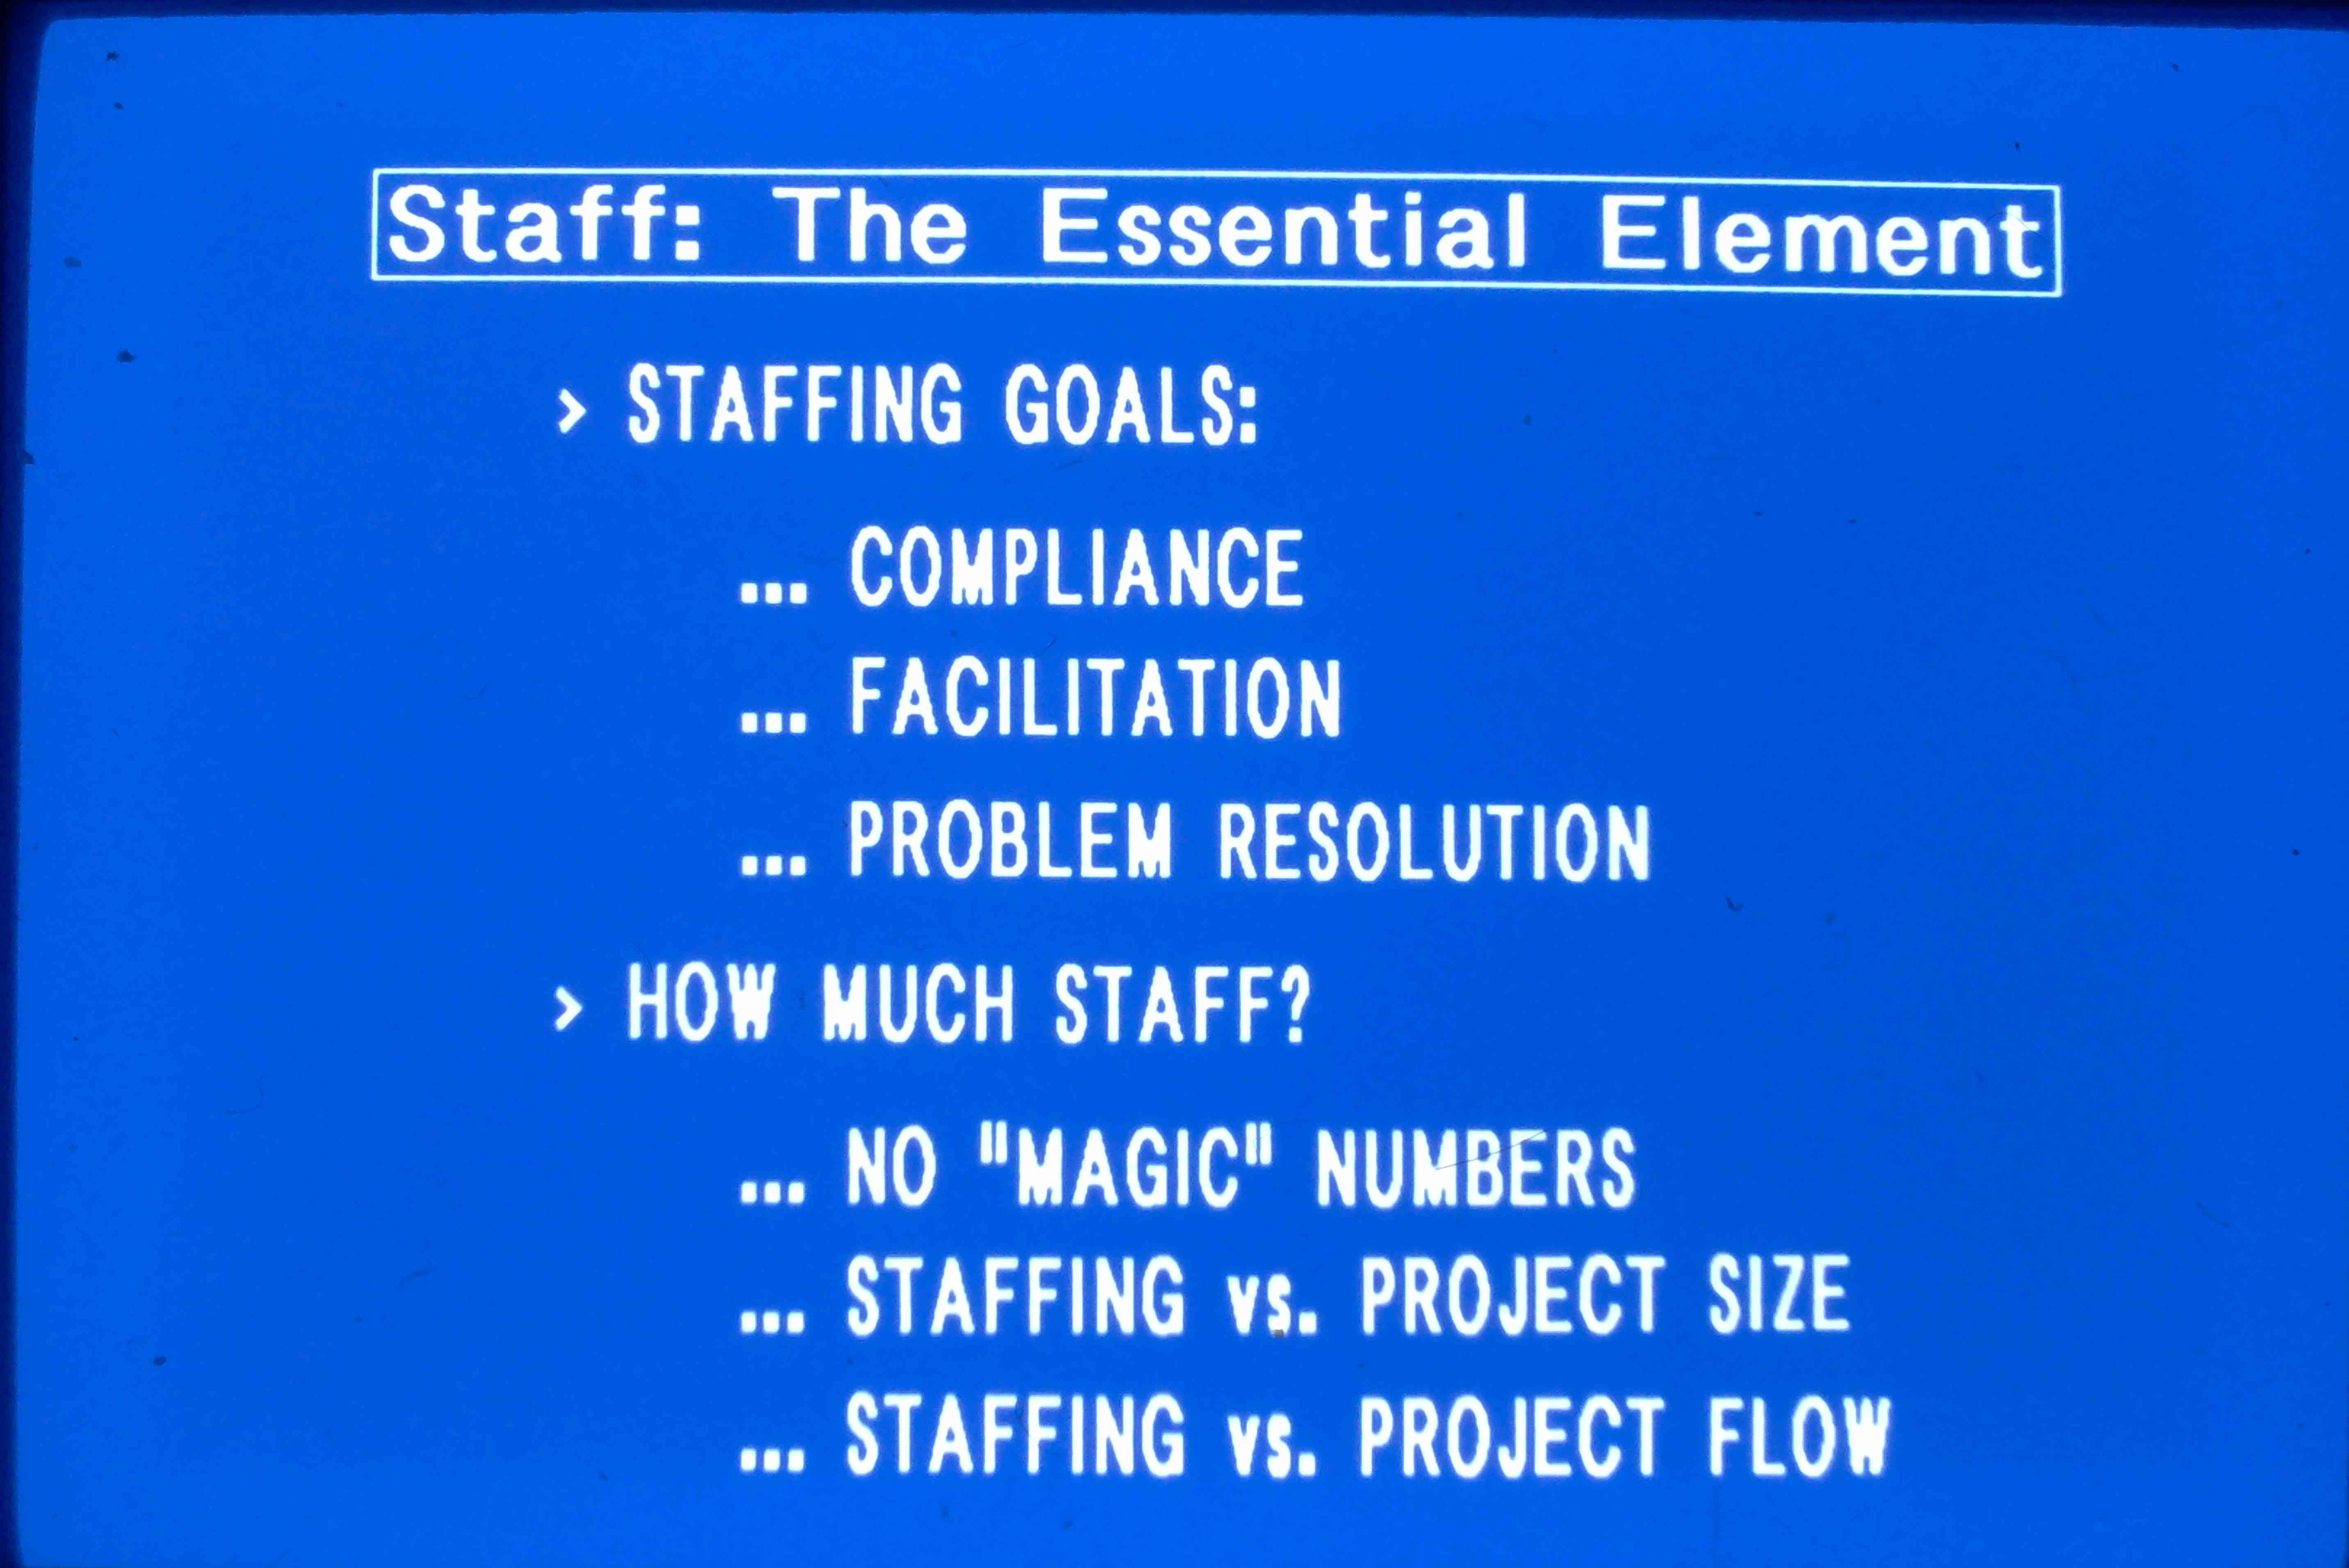 Staff: The Essential Element
> STAFFING GOALS:
... COMPLIANCE
... FACILITATION
... PROBLEM RESOLUTION
> HOW MUCH STAFF?
... NO "MAGIC" NUMBERS
... STAFFING vs. PROJECT SIZE
... STAFFING vs. PROJECT FLOW